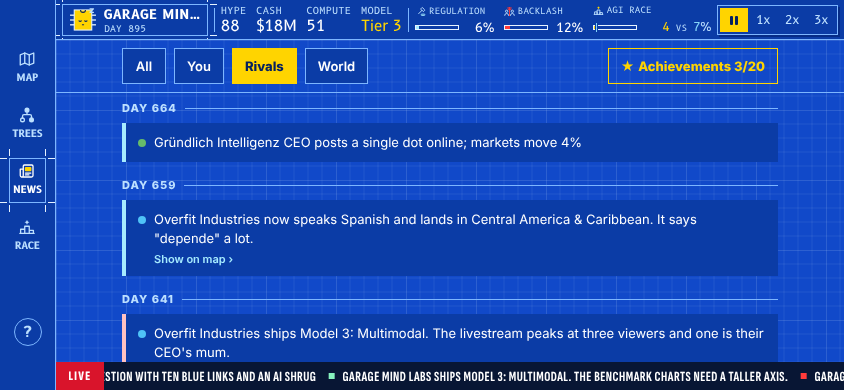 GARAGE MIN...
DAY 895
HYPE
88
CASH
$18M
COMPUTE
51
MODEL
Tier 3
REGULATION
6%
BACKLASH
12%
AGI RACE
4 VS 7%
1x
2x
3x
MAP
TREES
NEWS
RACE
?
All
You
Rivals
World
★ Achievements 3/20
DAY 664
Gründlich Intelligenz CEO posts a single dot online; markets move 4%
DAY 659
Overfit Industries now speaks Spanish and lands in Central America & Caribbean. It says
"depende" a lot.
Show on map ›
DAY 641
Overfit Industries ships Model 3: Multimodal. The livestream peaks at three viewers and one is their
CEO's mum.
LIVE
STION WITH TEN BLUE LINKS AND AN AI SHRUG ■ GARAGE MIND LABS SHIPS MODEL 3: MULTIMODAL. THE BENCHMARK CHARTS NEED A TALLER AXIS. ■ GARAG